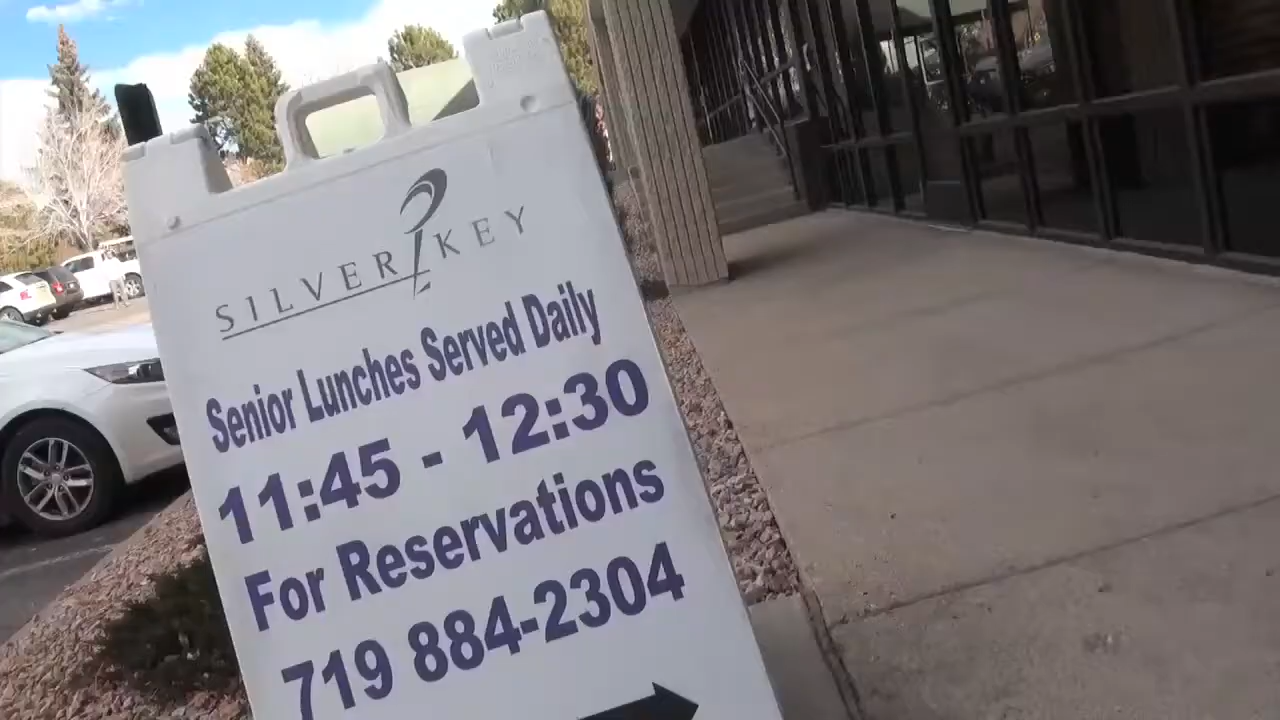 SILVER KEY
Senior Lunches Served Daily
11:45 - 12:30
For Reservations
719 884-2304